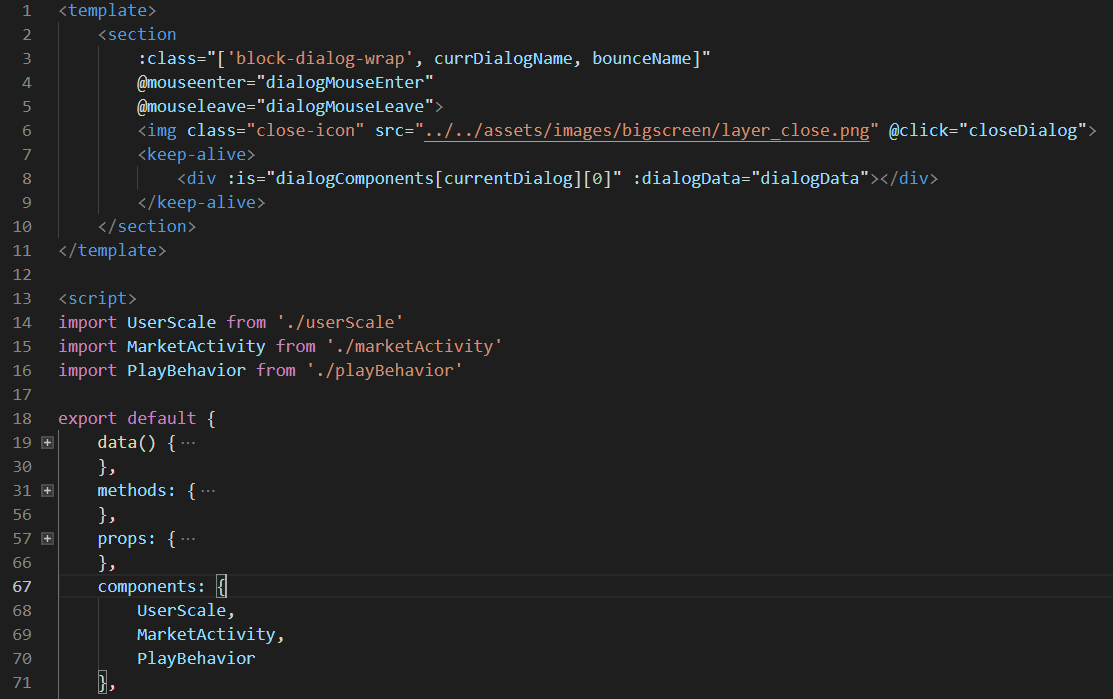 1 <template>
2     <section
3         :class="['block-dialog-wrap', currDialogName, bounceName]"
4         @mouseenter="dialogMouseEnter"
5         @mouseleave="dialogMouseLeave">
6         <img class="close-icon" src="../../assets/images/bigscreen/layer_close.png" @click="closeDialog">
7         <keep-alive>
8             <div :is="dialogComponents[currentDialog][0]" :dialogData="dialogData"></div>
9         </keep-alive>
10     </section>
11 </template>
12
13 <script>
14 import UserScale from './userScale'
15 import MarketActivity from './marketActivity'
16 import PlayBehavior from './playBehavior'
17
18 export default {
19     data() {···
30     },
31     methods: {···
56     },
57     props: {···
66     },
67     components: {
68         UserScale,
69         MarketActivity,
70         PlayBehavior
71     },